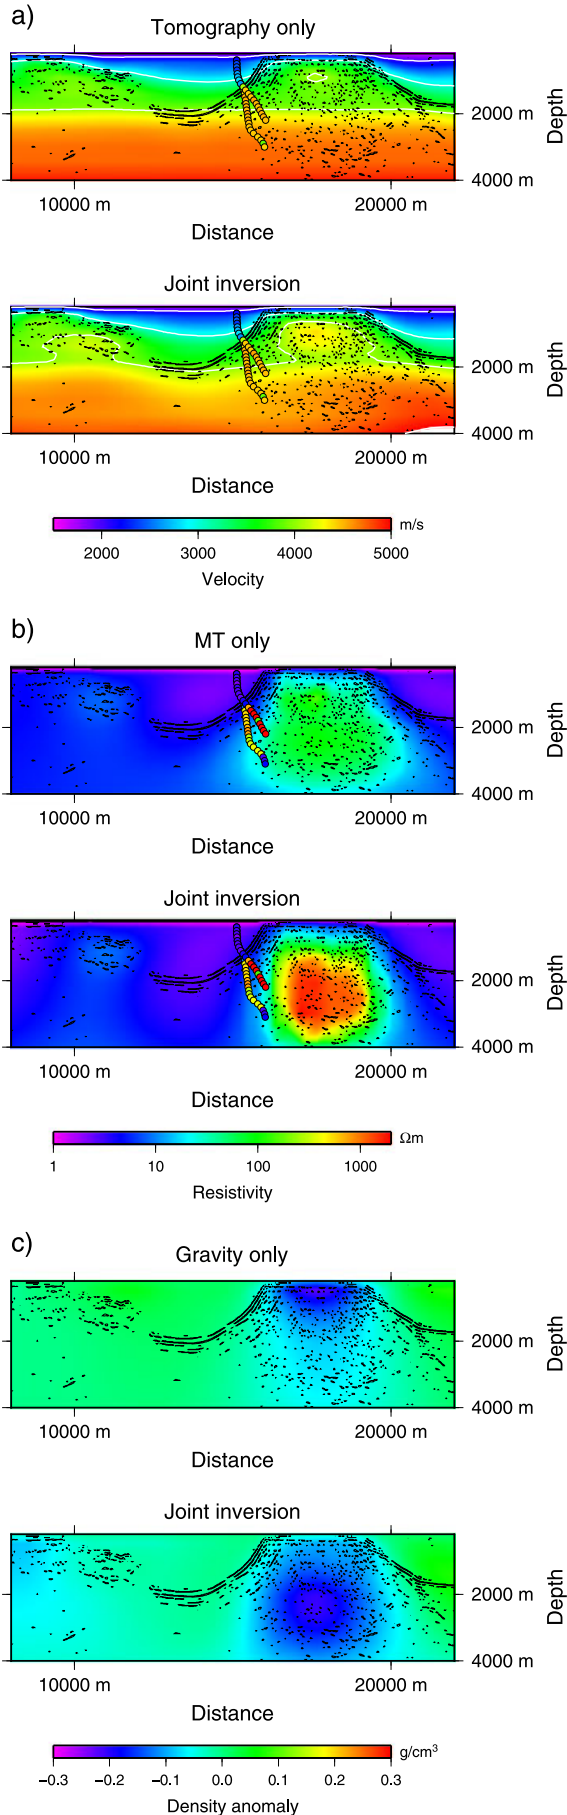 a)
Tomography only
2000 m
4000 m
Depth
10000 m 20000 m
Distance
Joint inversion
2000 m
4000 m
Depth
10000 m 20000 m
Distance
m/s
2000 3000 4000 5000
Velocity
b)
MT only
2000 m
4000 m
Depth
10000 m 20000 m
Distance
Joint inversion
2000 m
4000 m
Depth
10000 m 20000 m
Distance
Ωm
1 10 100 1000
Resistivity
c)
Gravity only
2000 m
4000 m
Depth
10000 m 20000 m
Distance
Joint inversion
2000 m
4000 m
Depth
10000 m 20000 m
Distance
g/cm³
−0.3 −0.2 −0.1 0.0 0.1 0.2 0.3
Density anomaly